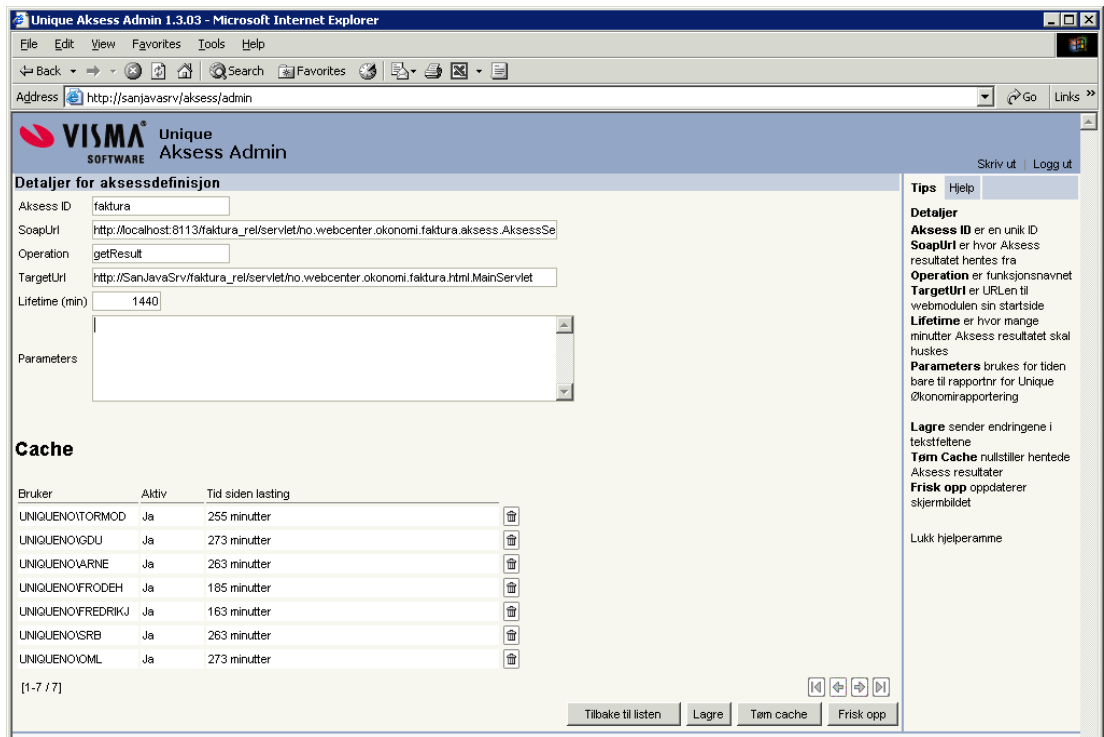 Unique Aksess Admin 1.3.03 - Microsoft Internet Explorer
File Edit View Favorites Tools Help
Back Search Favorites
Address http://sanjavasrv/aksess/admin Go Links »
VISMA® SOFTWARE
Unique
Aksess Admin
Skriv ut | Logg ut
Detaljer for aksessdefinisjon
Aksess ID faktura
SoapUrl http://localhost:8113/faktura_rel/servlet/no.webcenter.okonomi.faktura.aksess.AksessSe
Operation getResult
TargetUrl http://SanJavaSrv/faktura_rel/servlet/no.webcenter.okonomi.faktura.html.MainServlet
Lifetime (min) 1440
Parameters
Cache
Bruker Aktiv Tid siden lasting
UNIQUENO\TORMOD Ja 255 minutter
UNIQUENO\GDU Ja 273 minutter
UNIQUENO\ARNE Ja 263 minutter
UNIQUENO\FRODEH Ja 185 minutter
UNIQUENO\FREDRIKJ Ja 163 minutter
UNIQUENO\SRB Ja 263 minutter
UNIQUENO\OML Ja 273 minutter
[1-7 / 7]
Tilbake til listen Lagre Tøm cache Frisk opp
Tips Hjelp
Detaljer
Aksess ID er en unik ID
SoapUrl er hvor Aksess
resultatet hentes fra
Operation er funksjonsnavnet
TargetUrl er URLen til
webmodulen sin startside
Lifetime er hvor mange
minutter Aksess resultatet skal
huskes
Parameters brukes for tiden
bare til rapportnr for Unique
Økonomirapportering
Lagre sender endringene i
tekstfeltene
Tøm Cache nullstiller hentede
Aksess resultater
Frisk opp oppdaterer
skjermbildet
Lukk hjelperamme